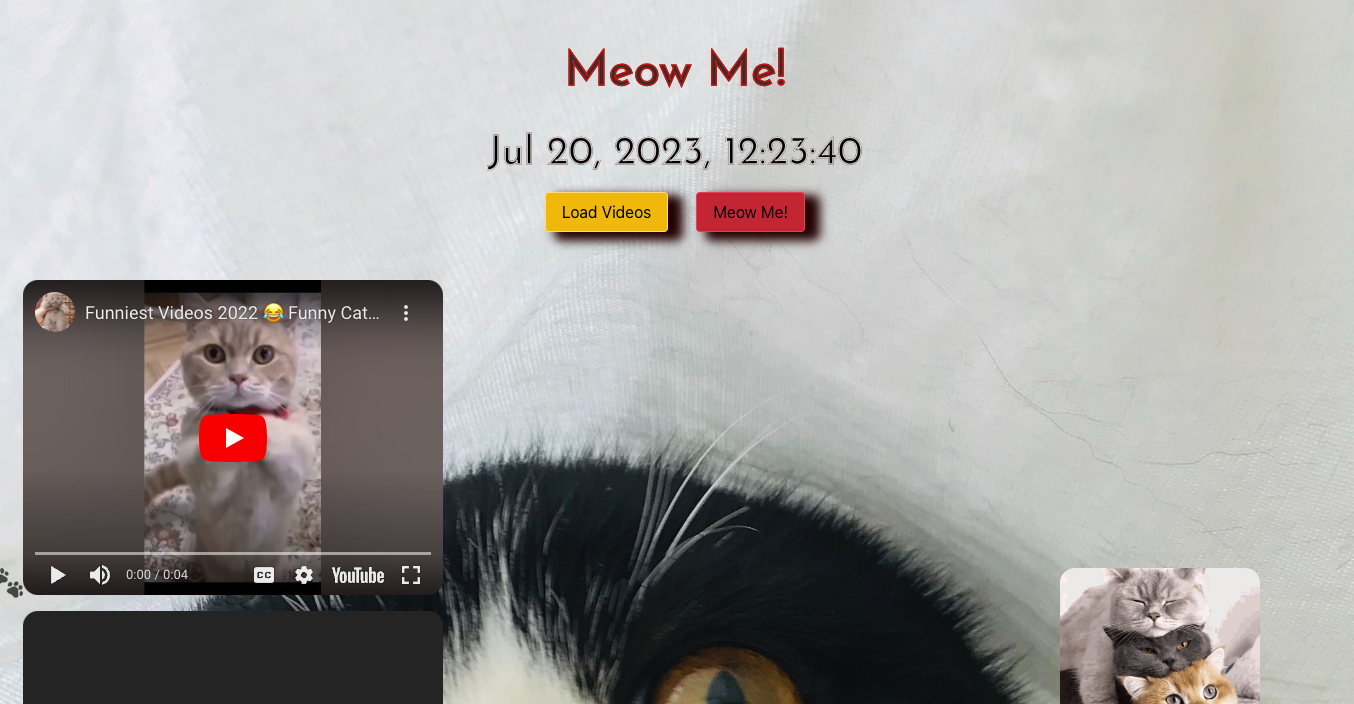 Meow Me!
Jul 20, 2023, 12:23:40
Load Videos
Meow Me!
Funniest Videos 2022 😂 Funny Cat...
0:00 / 0:04
CC
YouTube